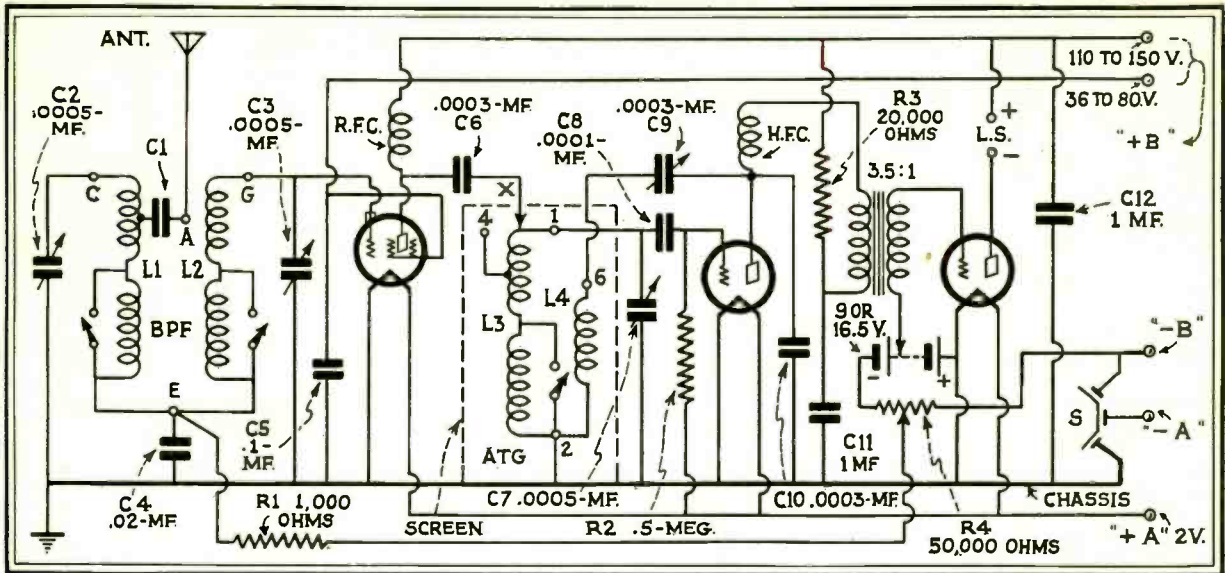 ANT.
C2
.0005-
MF.
C1
C
A
L1
BPF
L2
E
C4
.02-MF.
C3
.0005-
MF.
G
C5
.1-
MF.
R1 1,000
OHMS
R.F.C.
.0003-MF.
C6
X
4
1
L3
L4
6
2
ATG
SCREEN
C8
.0001-
MF.
.0003-MF.
C9
C7 .0005-MF.
R2 .5-MEG.
H.F.C.
C10 .0003-MF.
R3
20,000
OHMS
3.5:1
9 OR
16.5 V.
-
+
C11
1 MF
L.S.
+
-
R4
50,000 OHMS
C12
1 MF.
110 TO 150 V.
36 TO 80.V.
"+B"
"-B"
S
"-A"
CHASSIS
"+A" 2V.